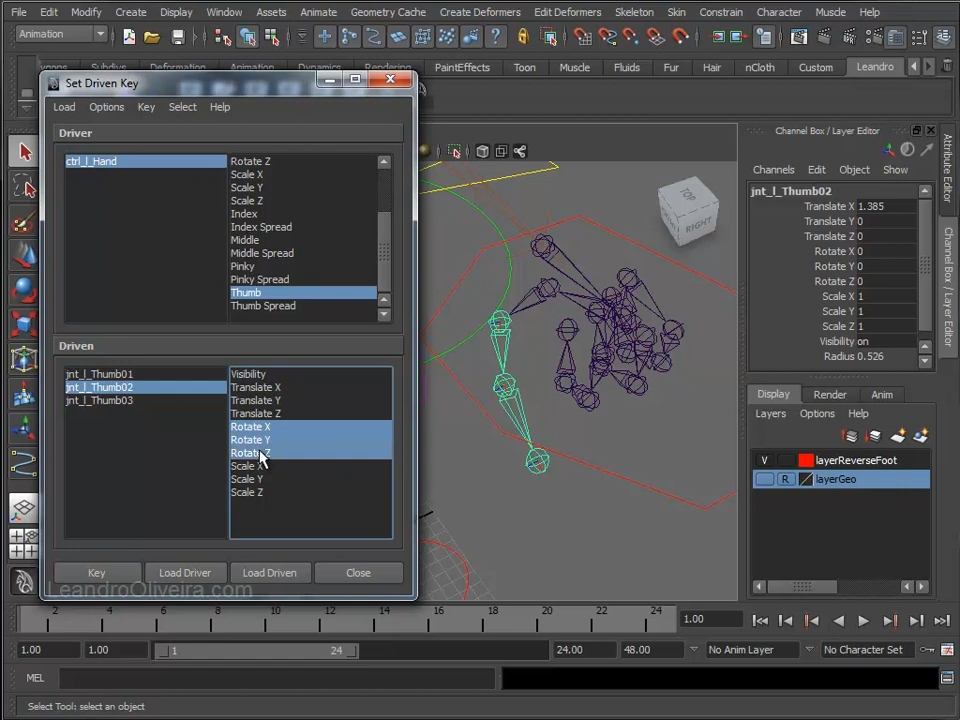 File Edit Modify Create Display Window Assets Animate Geometry Cache Create Deformers Edit Deformers Skeleton Skin Constrain Character Muscle Help
Animation
PaintEffects Toon Muscle Fluids Fur Hair nCloth Custom Leandro
Set Driven Key
Load Options Key Select Help
Driver
ctrl_l_Hand
Rotate Z
Scale X
Scale Y
Scale Z
Index
Index Spread
Middle
Middle Spread
Pinky
Pinky Spread
Thumb
Thumb Spread
Driven
jnt_l_Thumb01
jnt_l_Thumb02
jnt_l_Thumb03
Visibility
Translate X
Translate Y
Translate Z
Rotate X
Rotate Y
Rotate Z
Scale X
Scale Y
Scale Z
Key Load Driver Load Driven Close
LeandroOliveira.com
TOP
RIGHT
Channel Box / Layer Editor
Channels Edit Object Show
jnt_l_Thumb02
Translate X 1.385
Translate Y 0
Translate Z 0
Rotate X 0
Rotate Y 0
Rotate Z 0
Scale X 1
Scale Y 1
Scale Z 1
Visibility on
Radius 0.526
Display Render Anim
Layers Options Help
V layerReverseFoot
R layerGeo
Attribute Editor
Channel Box / Layer Editor
2 4 6 8 10 12 14 16 18 20 22 24
1.00
1.00 1.00 1 24 24.00 48.00 No Anim Layer No Character Set
MEL
Select Tool: select an object